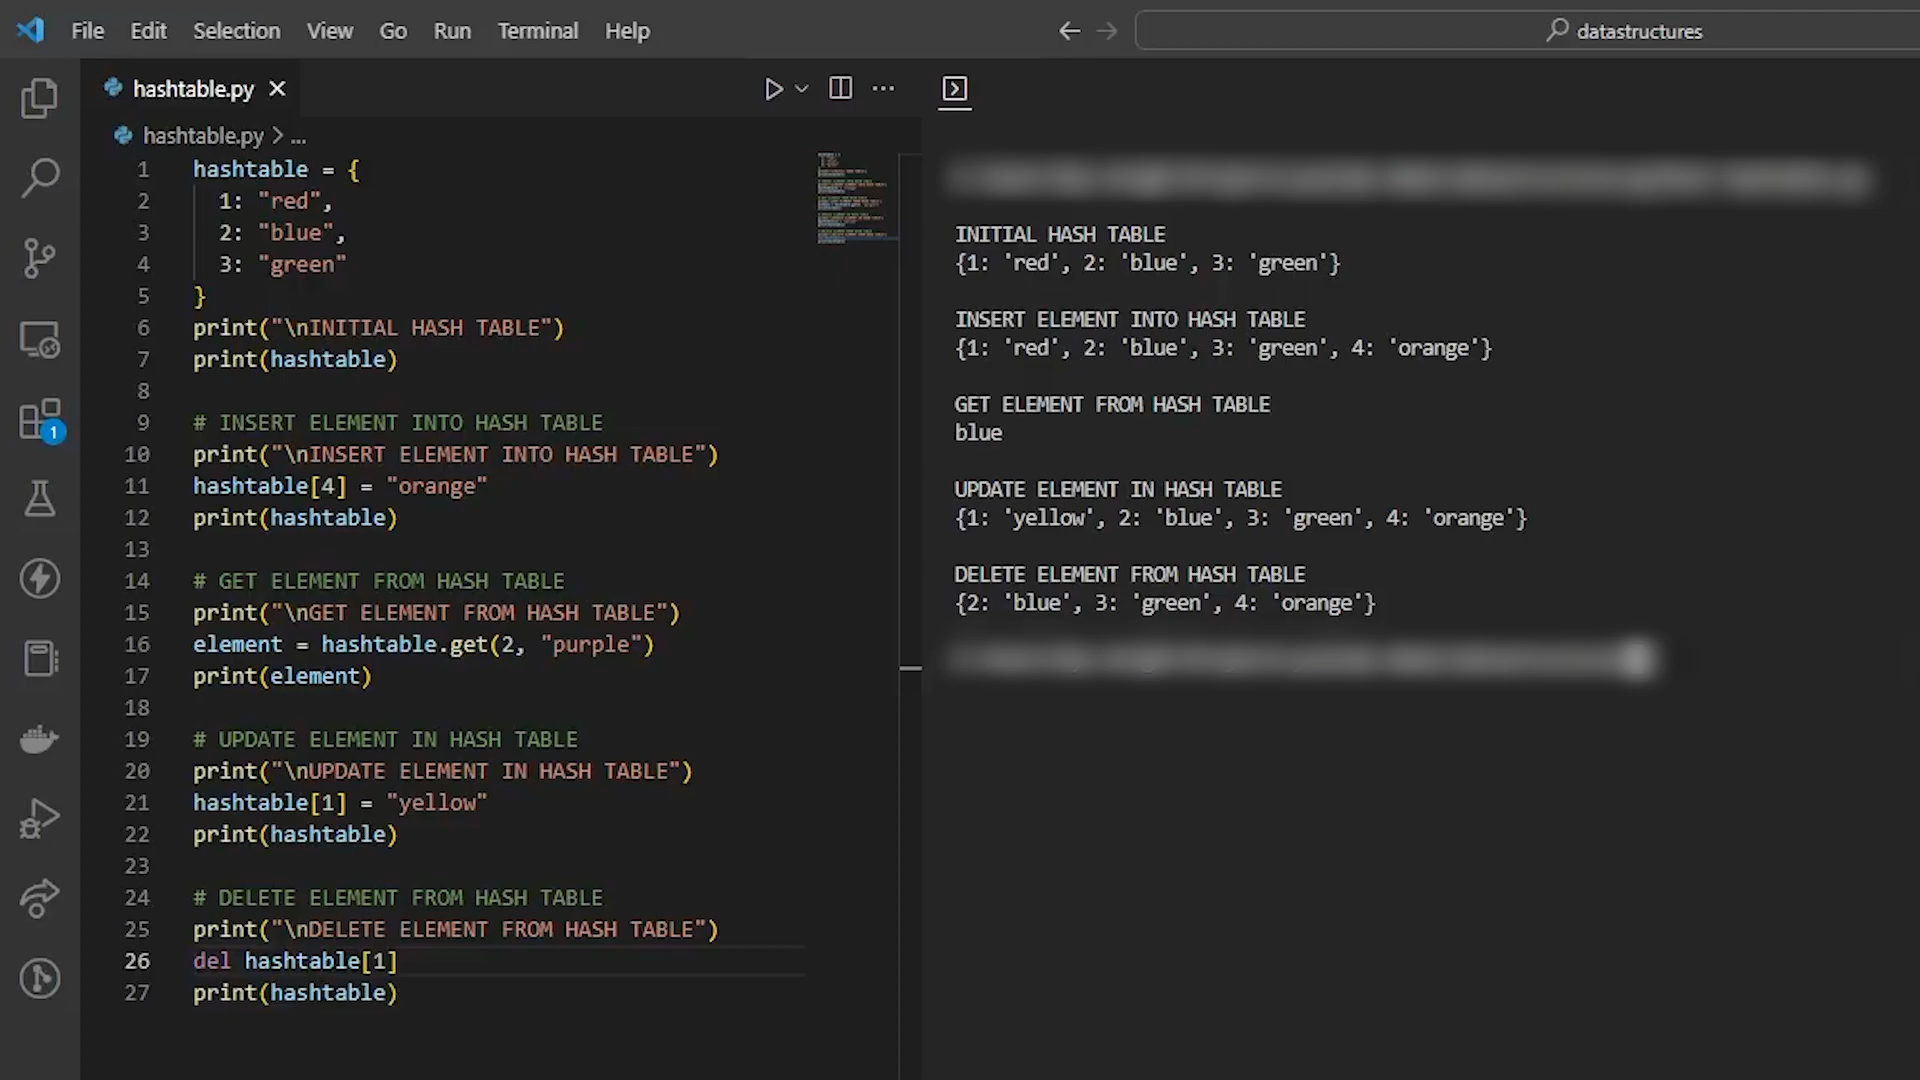 File Edit Selection View Go Run Terminal Help
datastructures
hashtable.py
hashtable.py > ...
1 hashtable = {
2 1: "red",
3 2: "blue",
4 3: "green"
5 }
6 print("\nINITIAL HASH TABLE")
7 print(hashtable)
8
9 # INSERT ELEMENT INTO HASH TABLE
10 print("\nINSERT ELEMENT INTO HASH TABLE")
11 hashtable[4] = "orange"
12 print(hashtable)
13
14 # GET ELEMENT FROM HASH TABLE
15 print("\nGET ELEMENT FROM HASH TABLE")
16 element = hashtable.get(2, "purple")
17 print(element)
18
19 # UPDATE ELEMENT IN HASH TABLE
20 print("\nUPDATE ELEMENT IN HASH TABLE")
21 hashtable[1] = "yellow"
22 print(hashtable)
23
24 # DELETE ELEMENT FROM HASH TABLE
25 print("\nDELETE ELEMENT FROM HASH TABLE")
26 del hashtable[1]
27 print(hashtable)
1
INITIAL HASH TABLE
{1: 'red', 2: 'blue', 3: 'green'}
INSERT ELEMENT INTO HASH TABLE
{1: 'red', 2: 'blue', 3: 'green', 4: 'orange'}
GET ELEMENT FROM HASH TABLE
blue
UPDATE ELEMENT IN HASH TABLE
{1: 'yellow', 2: 'blue', 3: 'green', 4: 'orange'}
DELETE ELEMENT FROM HASH TABLE
{2: 'blue', 3: 'green', 4: 'orange'}